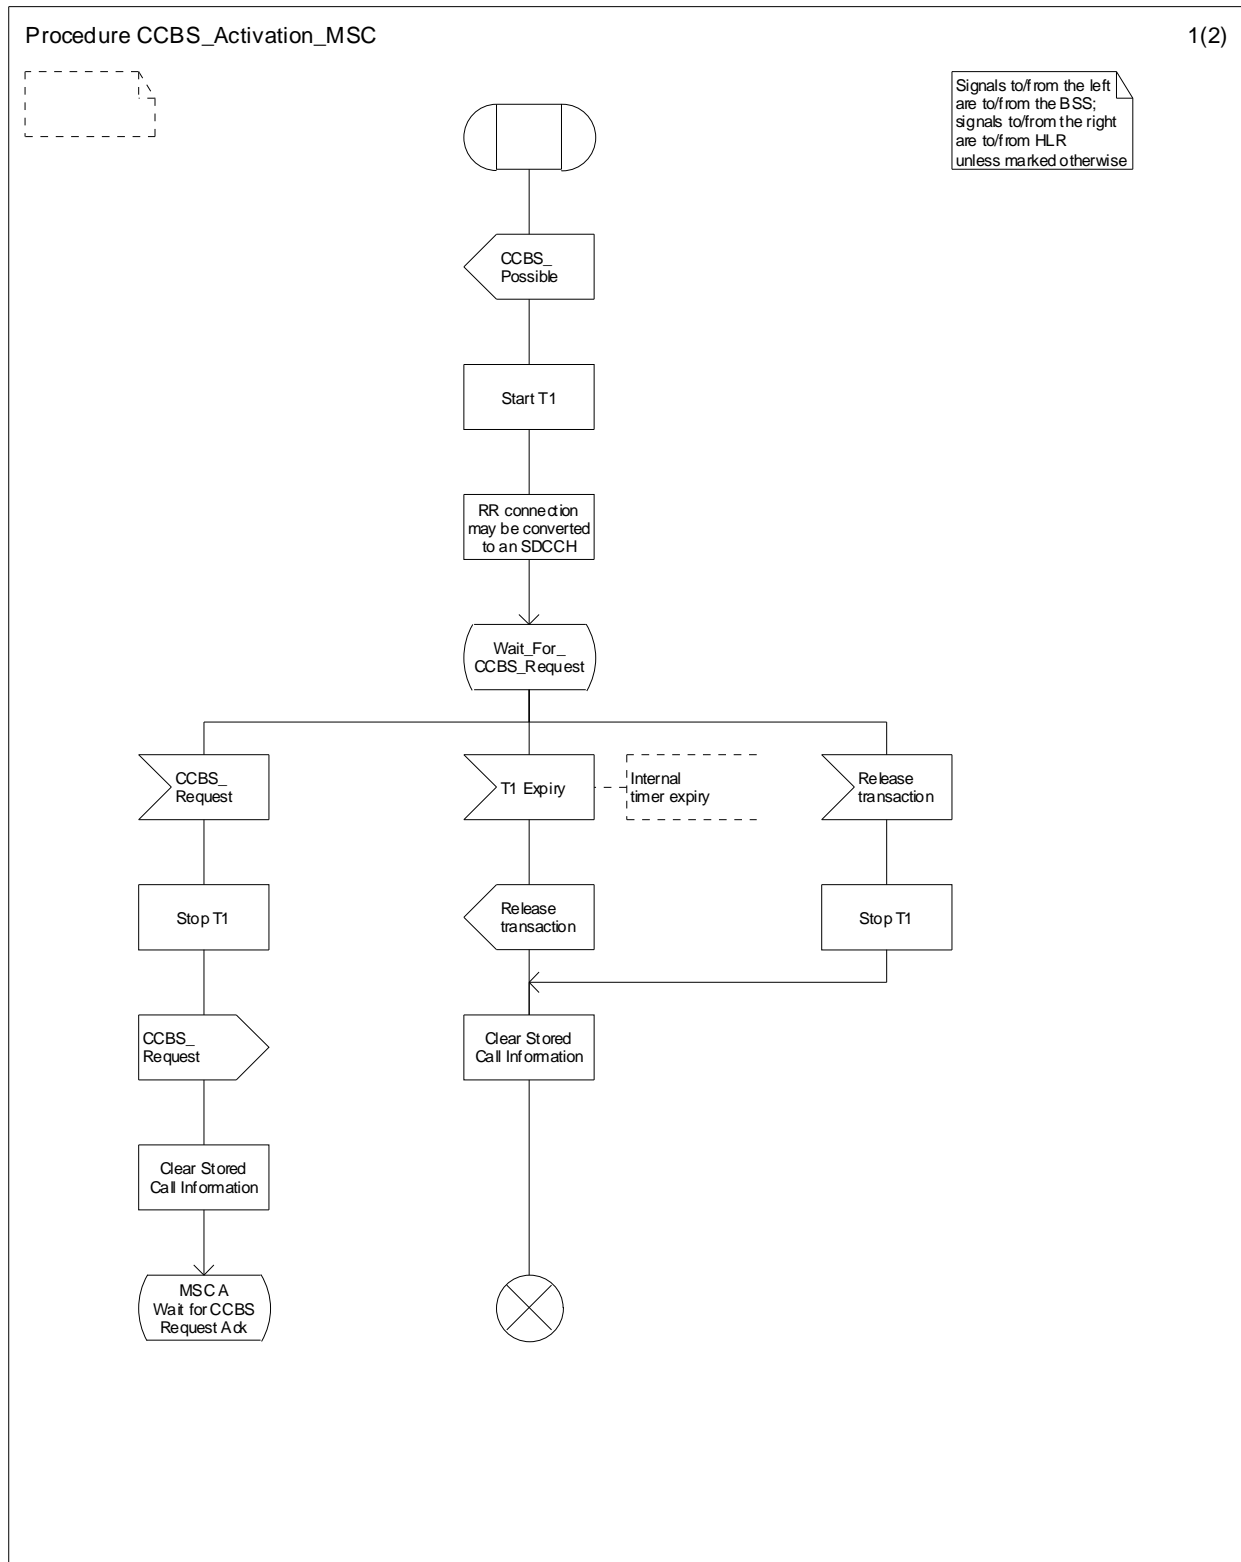 Procedure CCBS_Activation_MSC
1(2)
Signals to/from the left
are to/from the BSS;
signals to/from the right
are to/from HLR
unless marked otherwise
CCBS_
Possible
Start T1
RR connection
may be converted
to an SDCCH
Wait_For_
CCBS_Request
CCBS_
Request
T1 Expiry
Internal
timer expiry
Release
transaction
Stop T1
Release
transaction
Stop T1
CCBS_
Request
Clear Stored
Call Information
Clear Stored
Call Information
MSC A
Wait for CCBS
Request Ack